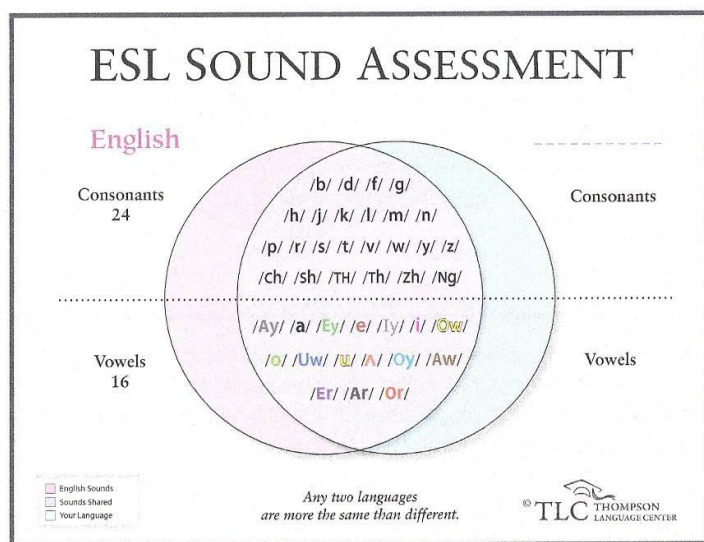 ESL SOUND ASSESSMENT
English
Consonants
24
Consonants
/b/ /d/ /f/ /g/
/h/ /j/ /k/ /l/ /m/ /n/
/p/ /r/ /s/ /t/ /v/ /w/ /y/ /z/
/Ch/ /Sh/ /TH/ /Th/ /Zh/ /Ng/
/Ay/ /a/ /Ey/ /e/ /Iy/ /i/ /Ow/
/o/ /Uw/ /u/ /ʌ/ /Oy/ /Aw/
/Er/ /Ar/ /Or/
Vowels
16
Vowels
English Sounds
Sounds Shared
Your Language
Any two languages
are more the same than different.
© TLC THOMPSON
LANGUAGE CENTER